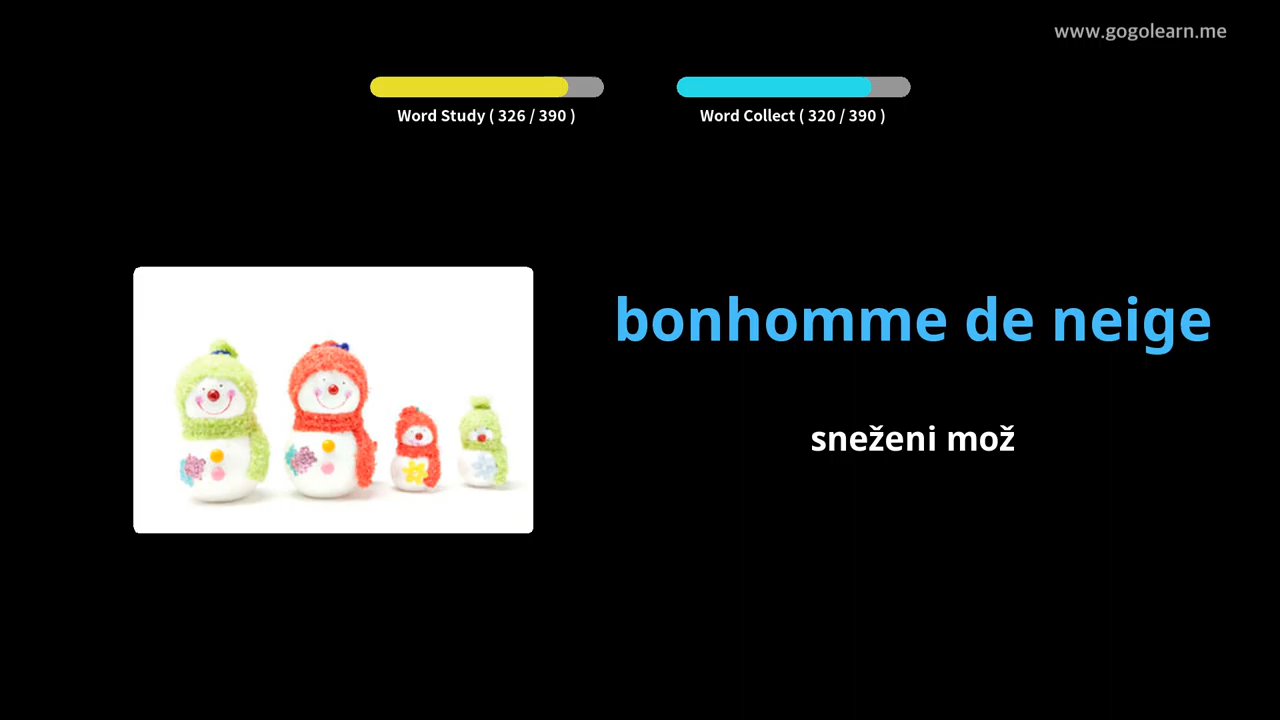 www.gogolearn.me
Word Study ( 326 / 390 )
Word Collect ( 320 / 390 )
bonhomme de neige
sneženi mož